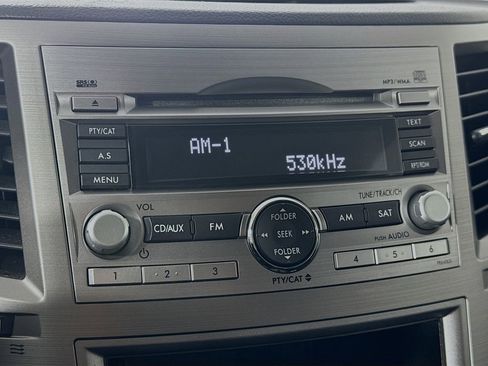 SRS
MP3/WMA
PTY/CAT
A.S
MENU
AM-1
530kHz
TEXT
SCAN
RPT/RDM
VOL
TUNE/TRACK/CH
CD/AUX
FM
FOLDER
SEEK
FOLDER
AM
SAT
PUSH AUDIO
1
2
3
PTY/CAT
4
5
6